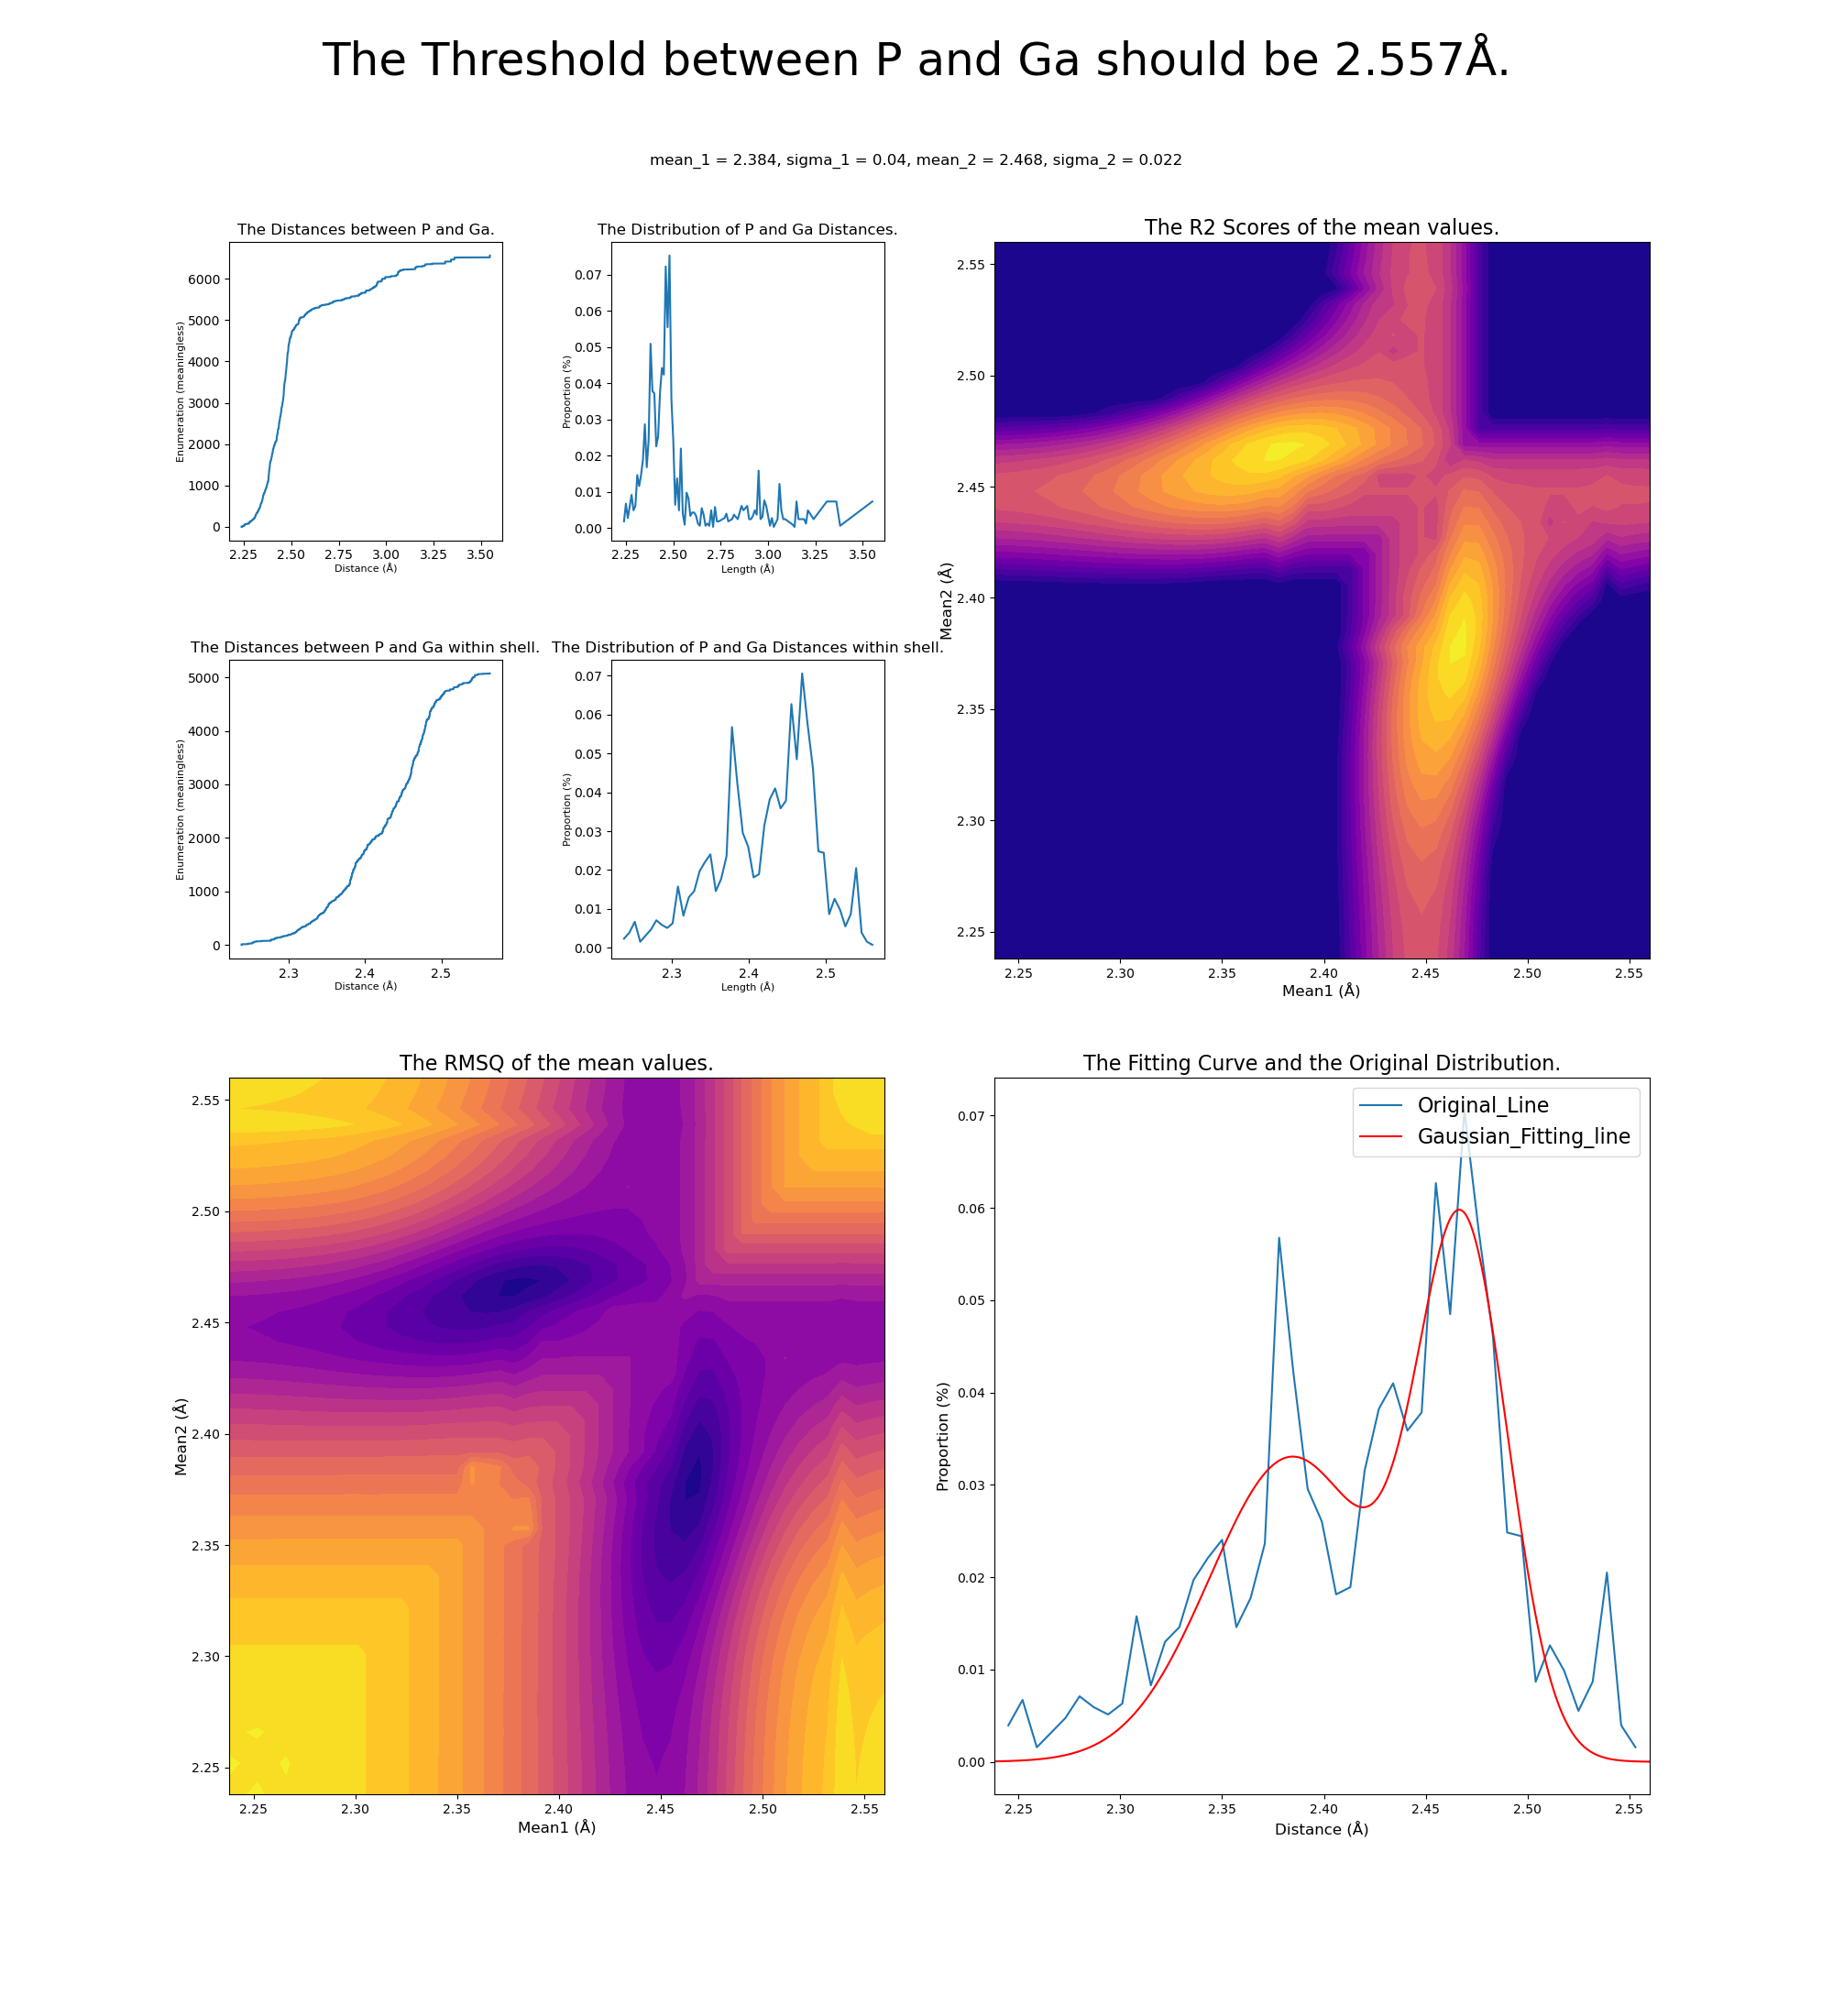 The Threshold between P and Ga should be 2.557Å.
mean_1 = 2.384, sigma_1 = 0.04, mean_2 = 2.468, sigma_2 = 0.022
The Distances between P and Ga.
Enumeration (meaningless)
6000
5000
4000
3000
2000
1000
0
2.25 2.50 2.75 3.00 3.25 3.50
Distance (Å)
The Distribution of P and Ga Distances.
Proportion (%)
0.07
0.06
0.05
0.04
0.03
0.02
0.01
0.00
2.25 2.50 2.75 3.00 3.25 3.50
Length (Å)
The R2 Scores of the mean values.
Mean2 (Å)
2.55
2.50
2.45
2.40
2.35
2.30
2.25
2.25 2.30 2.35 2.40 2.45 2.50 2.55
Mean1 (Å)
The Distances between P and Ga within shell.
Enumeration (meaningless)
5000
4000
3000
2000
1000
0
2.3 2.4 2.5
Distance (Å)
The Distribution of P and Ga Distances within shell.
Proportion (%)
0.07
0.06
0.05
0.04
0.03
0.02
0.01
0.00
2.3 2.4 2.5
Length (Å)
The RMSQ of the mean values.
Mean2 (Å)
2.55
2.50
2.45
2.40
2.35
2.30
2.25
2.25 2.30 2.35 2.40 2.45 2.50 2.55
Mean1 (Å)
The Fitting Curve and the Original Distribution.
Original_Line
Gaussian_Fitting_line
Proportion (%)
0.07
0.06
0.05
0.04
0.03
0.02
0.01
0.00
2.25 2.30 2.35 2.40 2.45 2.50 2.55
Distance (Å)